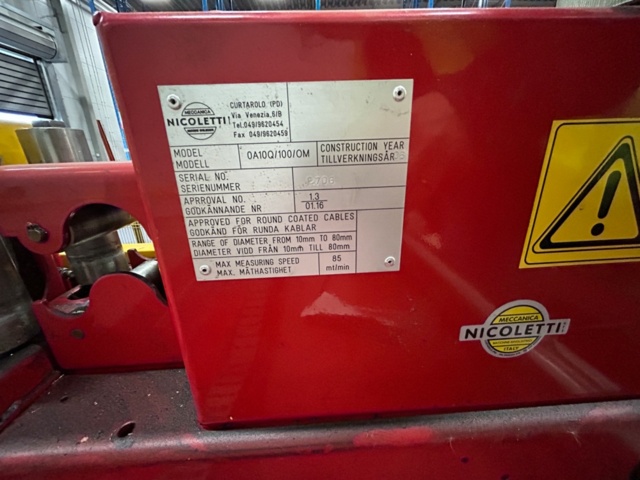 MECCANICA
NICOLETTI
CURTAROLO (PD)
Via Venezia,6/B
Tel.049/9620454
Fax 049/9620459
MODEL
MODELL
OA10Q/100/OM
CONSTRUCTION YEAR
TILLVERKNINGSÅR
SERIAL NO.
SERIENUMMER
APRROVAL NO.
GODKÄNNANDE NR
1.3
01.16
APPROVED FOR ROUND COATED CABLES
GODKÄND FÖR RUNDA KABLAR
RANGE OF DIAMETER FROM 10mm TO 80mm
DIAMETER VIDD FRÅN 10mm TILL 80mm
MAX MEASURING SPEED
MAX. MÄTHASTIGHET
85
mt/min
!
MECCANICA
NICOLETTI
ITALY